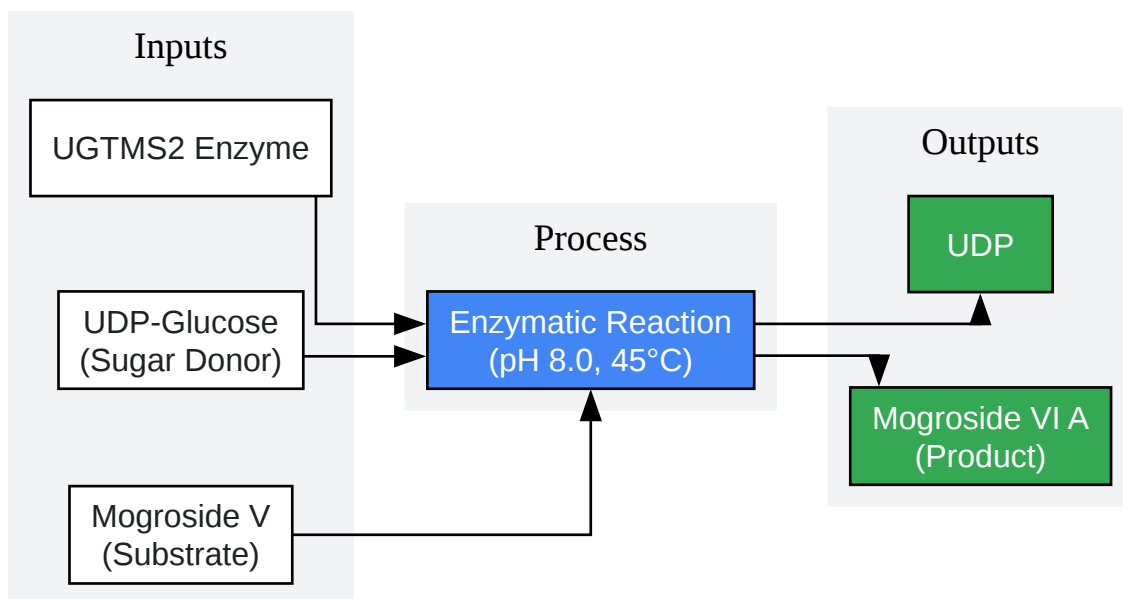 Inputs
UGTMS2 Enzyme
UDP-Glucose
(Sugar Donor)
Mogroside V
(Substrate)
Process
Enzymatic Reaction
(pH 8.0, 45°C)
Outputs
UDP
Mogroside VI A
(Product)